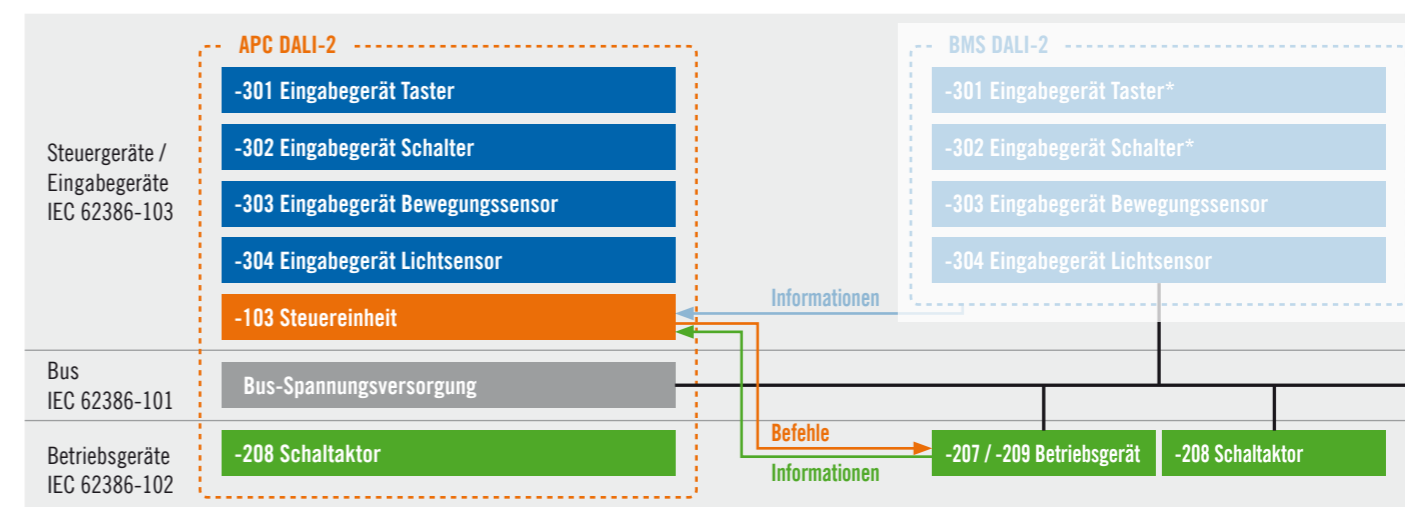 APC DALI-2
BMS DALI-2
Steuergeräte /
Eingabegeräte
IEC 62386-103
-301 Eingabegerät Taster
-302 Eingabegerät Schalter
-303 Eingabegerät Bewegungssensor
-304 Eingabegerät Lichtsensor
-103 Steuereinheit
-301 Eingabegerät Taster*
-302 Eingabegerät Schalter*
-303 Eingabegerät Bewegungssensor
-304 Eingabegerät Lichtsensor
Informationen
Bus
IEC 62386-101
Bus-Spannungsversorgung
Betriebsgeräte
IEC 62386-102
-208 Schaltaktor
Befehle
Informationen
-207 / -209 Betriebsgerät
-208 Schaltaktor